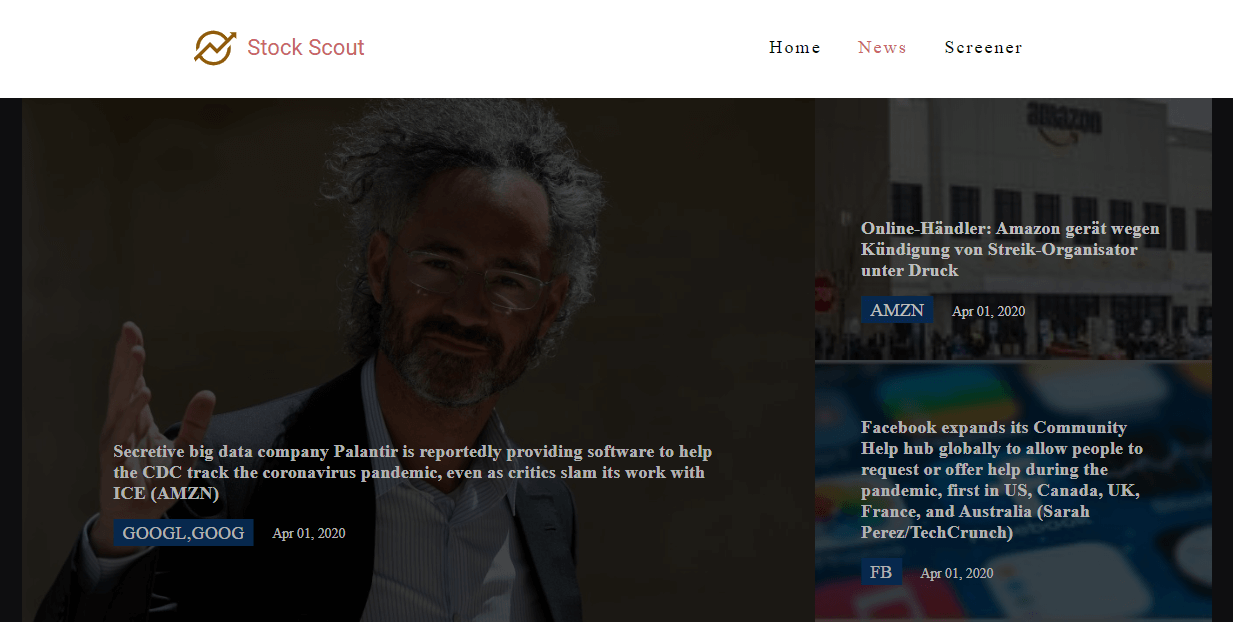 Stock Scout
Home
News
Screener
amazon
Secretive big data company Palantir is reportedly providing software to help
the CDC track the coronavirus pandemic, even as critics slam its work with
ICE (AMZN)
GOOGL,GOOG
Apr 01, 2020
Online-Händler: Amazon gerät wegen
Kündigung von Streik-Organisator
unter Druck
AMZN
Apr 01, 2020
Facebook expands its Community
Help hub globally to allow people to
request or offer help during the
pandemic, first in US, Canada, UK,
France, and Australia (Sarah
Perez/TechCrunch)
FB
Apr 01, 2020